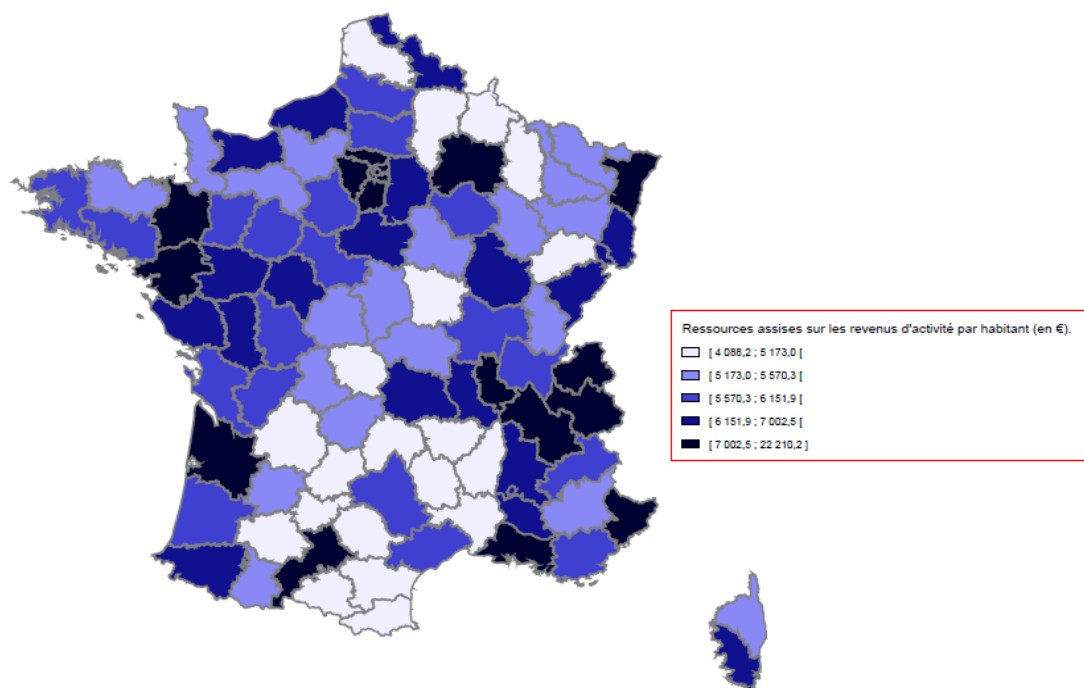 Ressources assises sur les revenus d'activité par habitant (en €).
[ 4 088,2 ; 5 173,0 [
[ 5 173,0 ; 5 570,3 [
[ 5 570,3 ; 6 151,9 [
[ 6 151,9 ; 7 002,5 [
[ 7 002,5 ; 22 210,2 ]